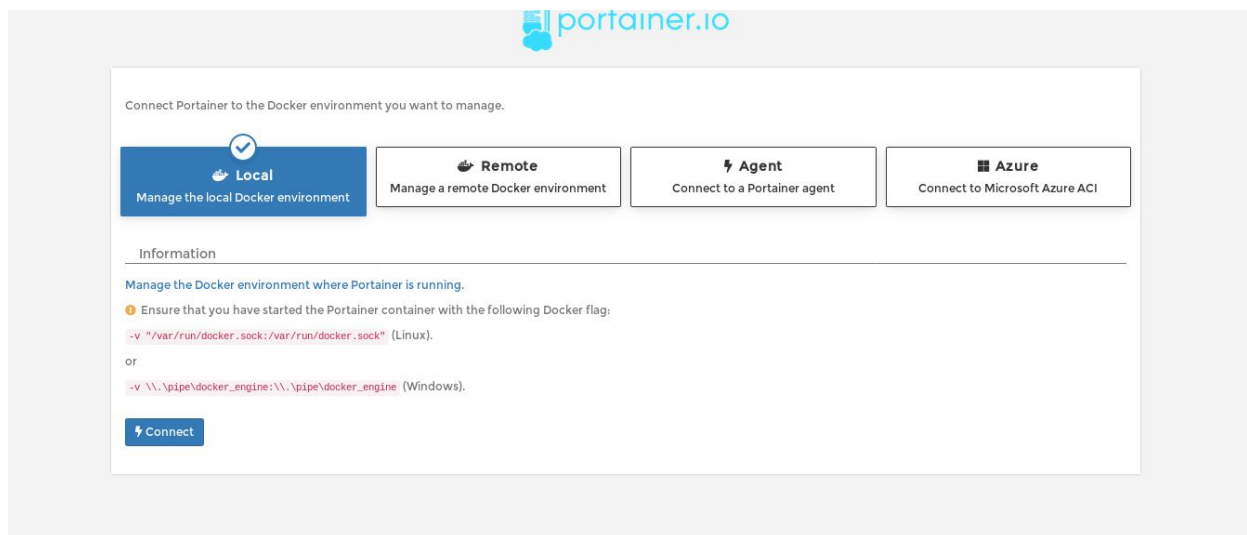 portainer.io
Connect Portainer to the Docker environment you want to manage.
Local
Manage the local Docker environment
Remote
Manage a remote Docker environment
Agent
Connect to a Portainer agent
Azure
Connect to Microsoft Azure ACI
Information
Manage the Docker environment where Portainer is running.
Ensure that you have started the Portainer container with the following Docker flag:
-v "/var/run/docker.sock:/var/run/docker.sock" (Linux).
or
-v \\.\pipe\docker_engine:\\.\pipe\docker_engine (Windows).
Connect